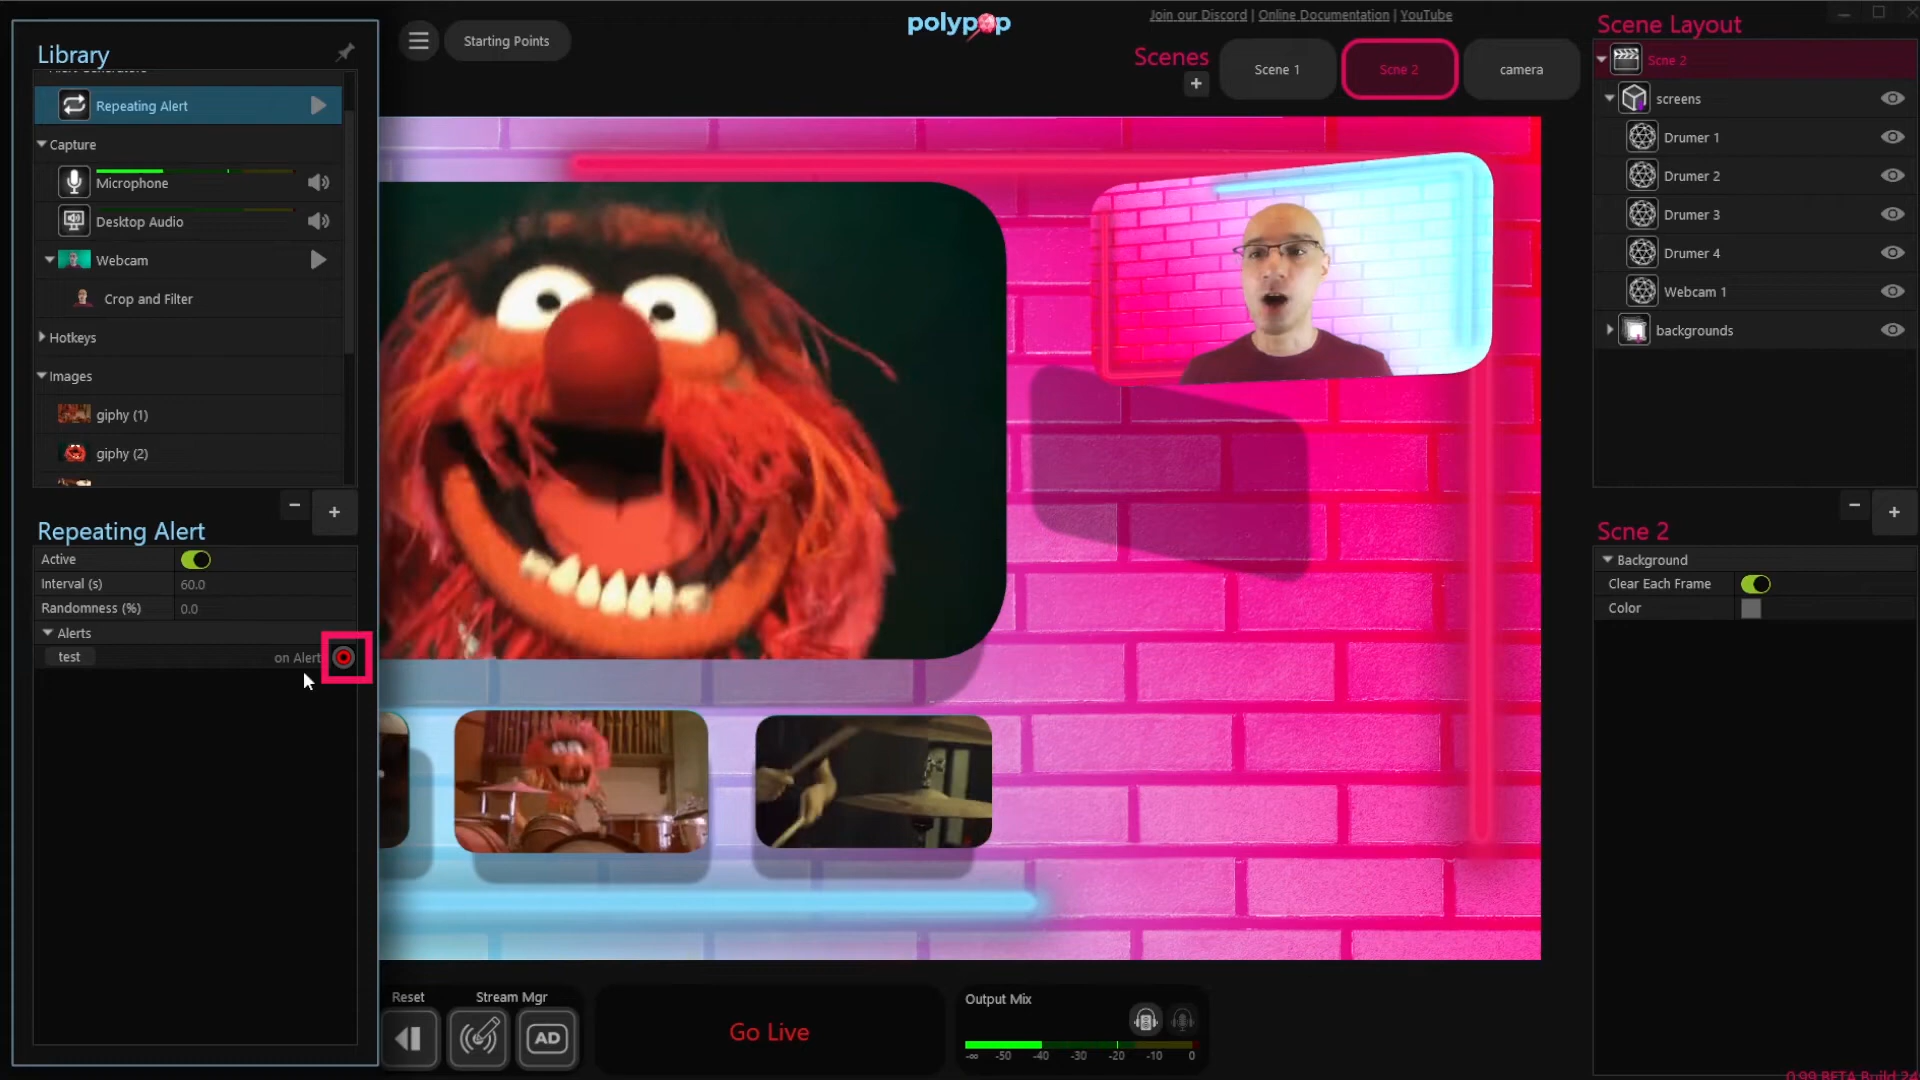 Library
Repeating Alert
Capture
Microphone
Desktop Audio
Webcam
Crop and Filter
Hotkeys
Images
giphy (1)
giphy (2)
Repeating Alert
Active
Interval (s) 60.0
Randomness (%) 0.0
Alerts
test on Alert
Starting Points
polypop
Join our Discord | Online Documentation | YouTube
Scenes
+
Scene 1
Scne 2
camera
Scene Layout
Scne 2
screens
Drumer 1
Drumer 2
Drumer 3
Drumer 4
Webcam 1
backgrounds
Scne 2
Background
Clear Each Frame
Color
Reset
Stream Mgr
AD
Go Live
Output Mix
-∞ -50 -40 -30 -20 -10 0